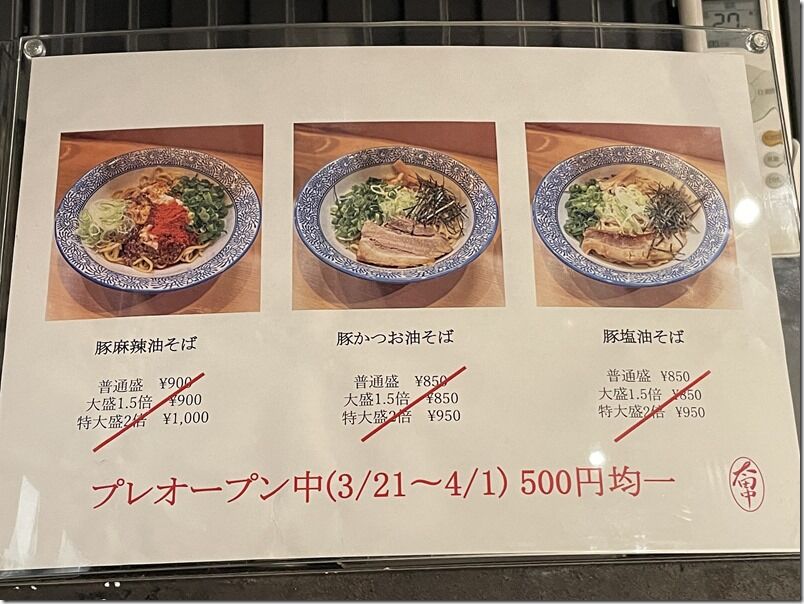 27
豚麻辣油そば
普通盛 ¥900
大盛1.5倍 ¥900
特大盛2倍 ¥1,000
豚かつお油そば
普通盛 ¥850
大盛1.5倍 ¥850
特大盛2倍 ¥950
豚塩油そば
普通盛 ¥850
大盛1.5倍 ¥850
特大盛2倍 ¥950
プレオープン中(3/21〜4/1) 500円均一